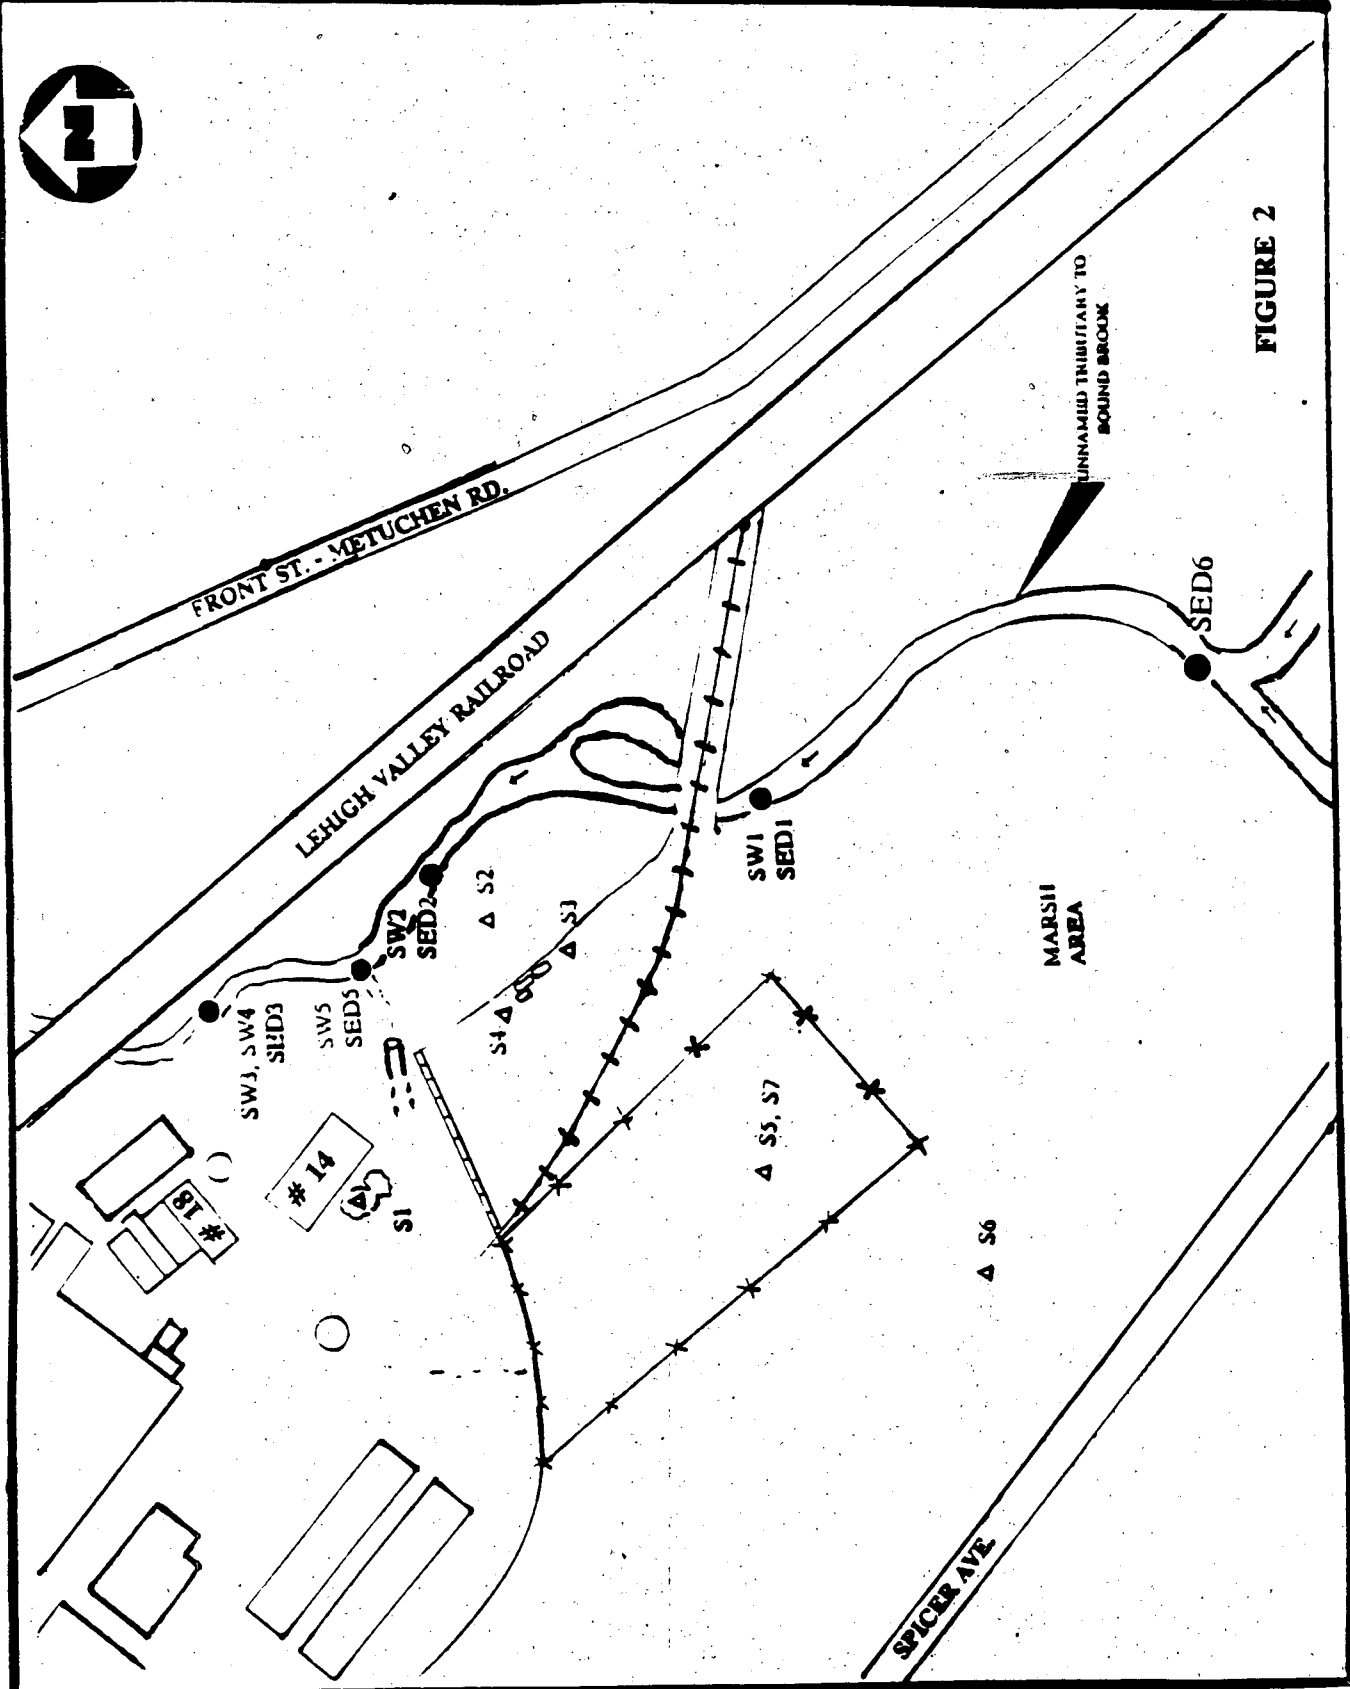 N
FRONT ST. - METUCHEN RD.
LEHIGH VALLEY RAILROAD
UNNAMED TRIBUTARY TO
BOUND BROOK
FIGURE 2
SED6
SW1
SED1
SW2
SED2
S2
S3
S4
SW5
SED5
SW3, SW4
SED3
# 18
# 14
S1
S5, S7
S6
MARSH
AREA
SPICER AVE.